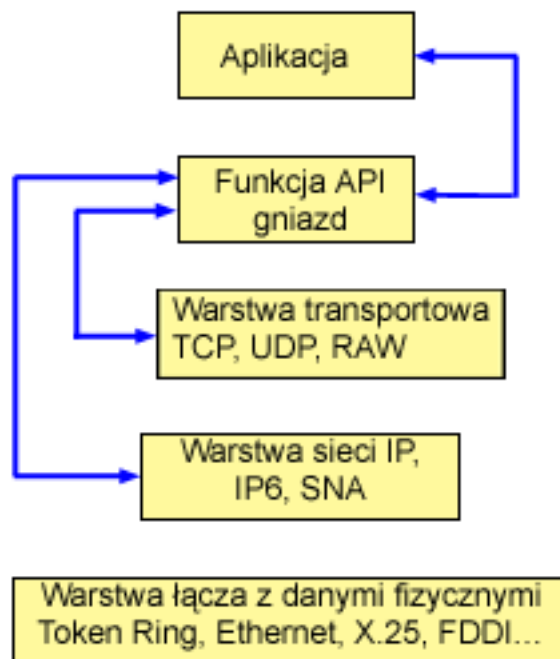 Aplikacja
Funkcja API
gniazd
Warstwa transportowa
TCP, UDP, RAW
Warstwa sieci IP,
IP6, SNA
Warstwa łącza z danymi fizycznymi
Token Ring, Ethernet, X.25, FDDI...